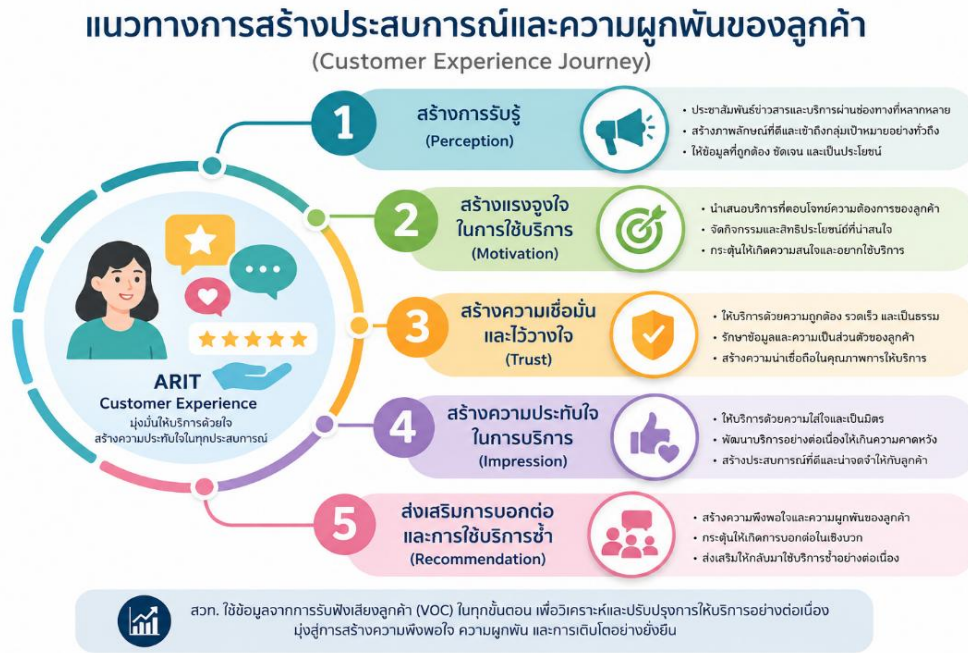 แนวทางการสร้างประสบการณ์และความผูกพันของลูกค้า
(Customer Experience Journey)
1
สร้างการรับรู้
(Perception)
• ประชาสัมพันธ์ข่าวสารและบริการผ่านช่องทางที่หลากหลาย
• สร้างภาพลักษณ์ที่ดีและเข้าถึงกลุ่มเป้าหมายอย่างทั่วถึง
• ให้ข้อมูลที่ถูกต้อง ชัดเจน และเป็นประโยชน์
2
สร้างแรงจูงใจ
ในการใช้บริการ
(Motivation)
• นำเสนอบริการที่ตอบโจทย์ความต้องการของลูกค้า
• จัดกิจกรรมและสิทธิประโยชน์ที่น่าสนใจ
• กระตุ้นให้เกิดความสนใจและอยากใช้บริการ
3
สร้างความเชื่อมั่น
และไว้วางใจ
(Trust)
• ให้บริการด้วยความถูกต้อง รวดเร็ว และเป็นธรรม
• รักษาข้อมูลและความเป็นส่วนตัวของลูกค้า
• สร้างความน่าเชื่อถือในคุณภาพการให้บริการ
ARIT
Customer Experience
มุ่งมั่นให้บริการด้วยใจ
สร้างความประทับใจในทุกประสบการณ์
4
สร้างความประทับใจ
ในการบริการ
(Impression)
• ให้บริการด้วยความใส่ใจและเป็นมิตร
• พัฒนาบริการอย่างต่อเนื่องให้เกินความคาดหวัง
• สร้างประสบการณ์ที่ดีและน่าจดจำให้กับลูกค้า
5
ส่งเสริมการบอกต่อ
และการใช้บริการซ้ำ
(Recommendation)
• สร้างความพึงพอใจและความผูกพันของลูกค้า
• กระตุ้นให้เกิดการบอกต่อในเชิงบวก
• ส่งเสริมให้กลับมาใช้บริการซ้ำอย่างต่อเนื่อง
สวท. ใช้ข้อมูลจากการรับฟังเสียงลูกค้า (VOC) ในทุกขั้นตอน เพื่อวิเคราะห์และปรับปรุงการให้บริการอย่างต่อเนื่อง
มุ่งสู่การสร้างความพึงพอใจ ความผูกพัน และการเติบโตอย่างยั่งยืน